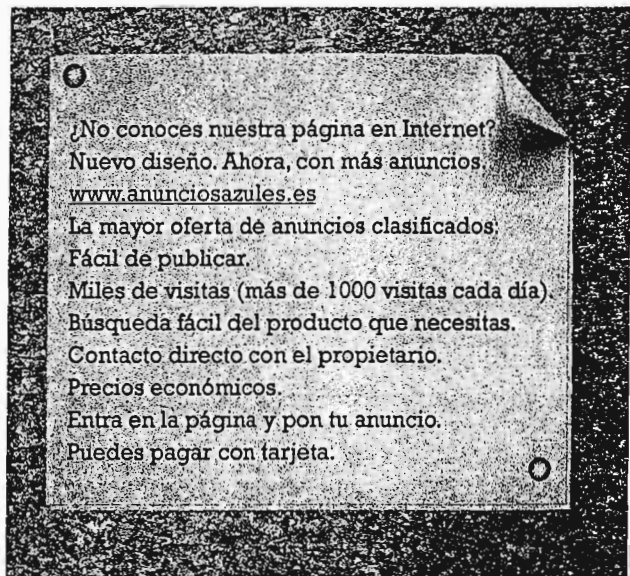 ¿No conoces nuestra página en Internet?
Nuevo diseño. Ahora, con más anuncios.
www.anunciosazules.es
La mayor oferta de anuncios clasificados.
Fácil de publicar.
Miles de visitas (más de 1000 visitas cada día).
Búsqueda fácil del producto que necesitas.
Contacto directo con el propietario.
Precios económicos.
Entra en la página y pon tu anuncio.
Puedes pagar con tarjeta.